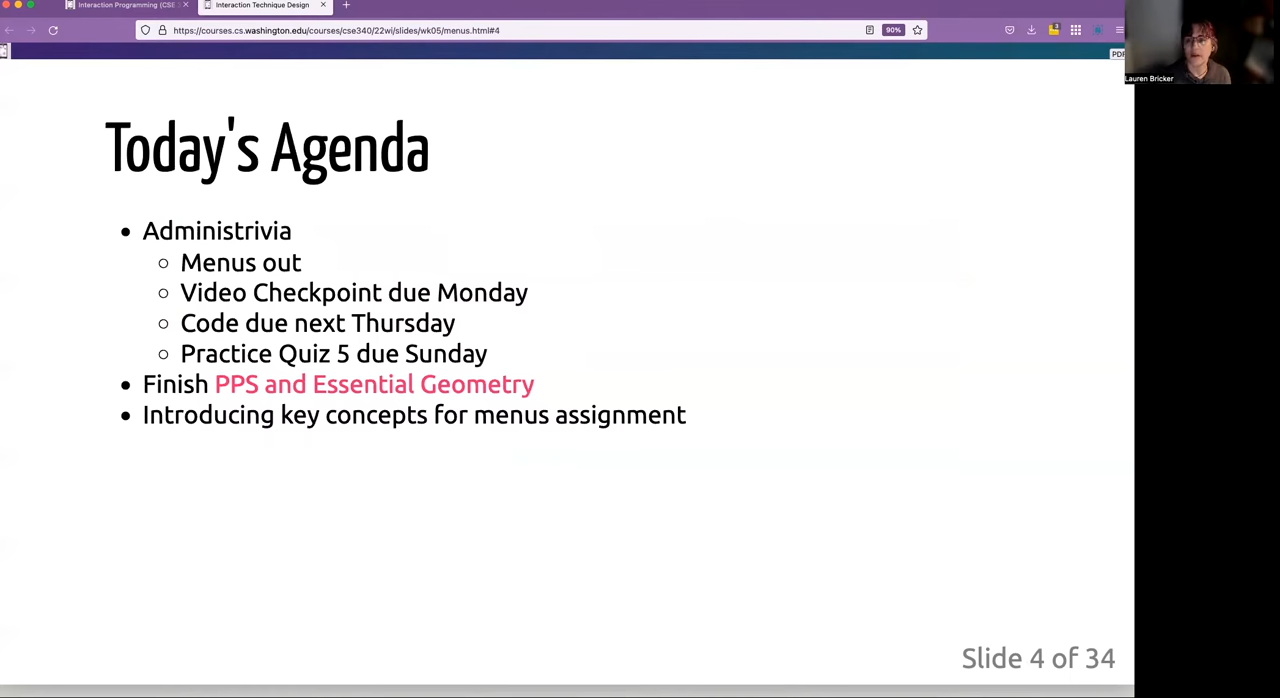 Interaction Programming (CSE
Interaction Technique Design
https://courses.cs.washington.edu/courses/cse340/22wi/slides/wk05/menus.html#4
90%
PDF
Lauren Bricker
Today's Agenda
Administrivia
Menus out
Video Checkpoint due Monday
Code due next Thursday
Practice Quiz 5 due Sunday
Finish PPS and Essential Geometry
Introducing key concepts for menus assignment
Slide 4 of 34